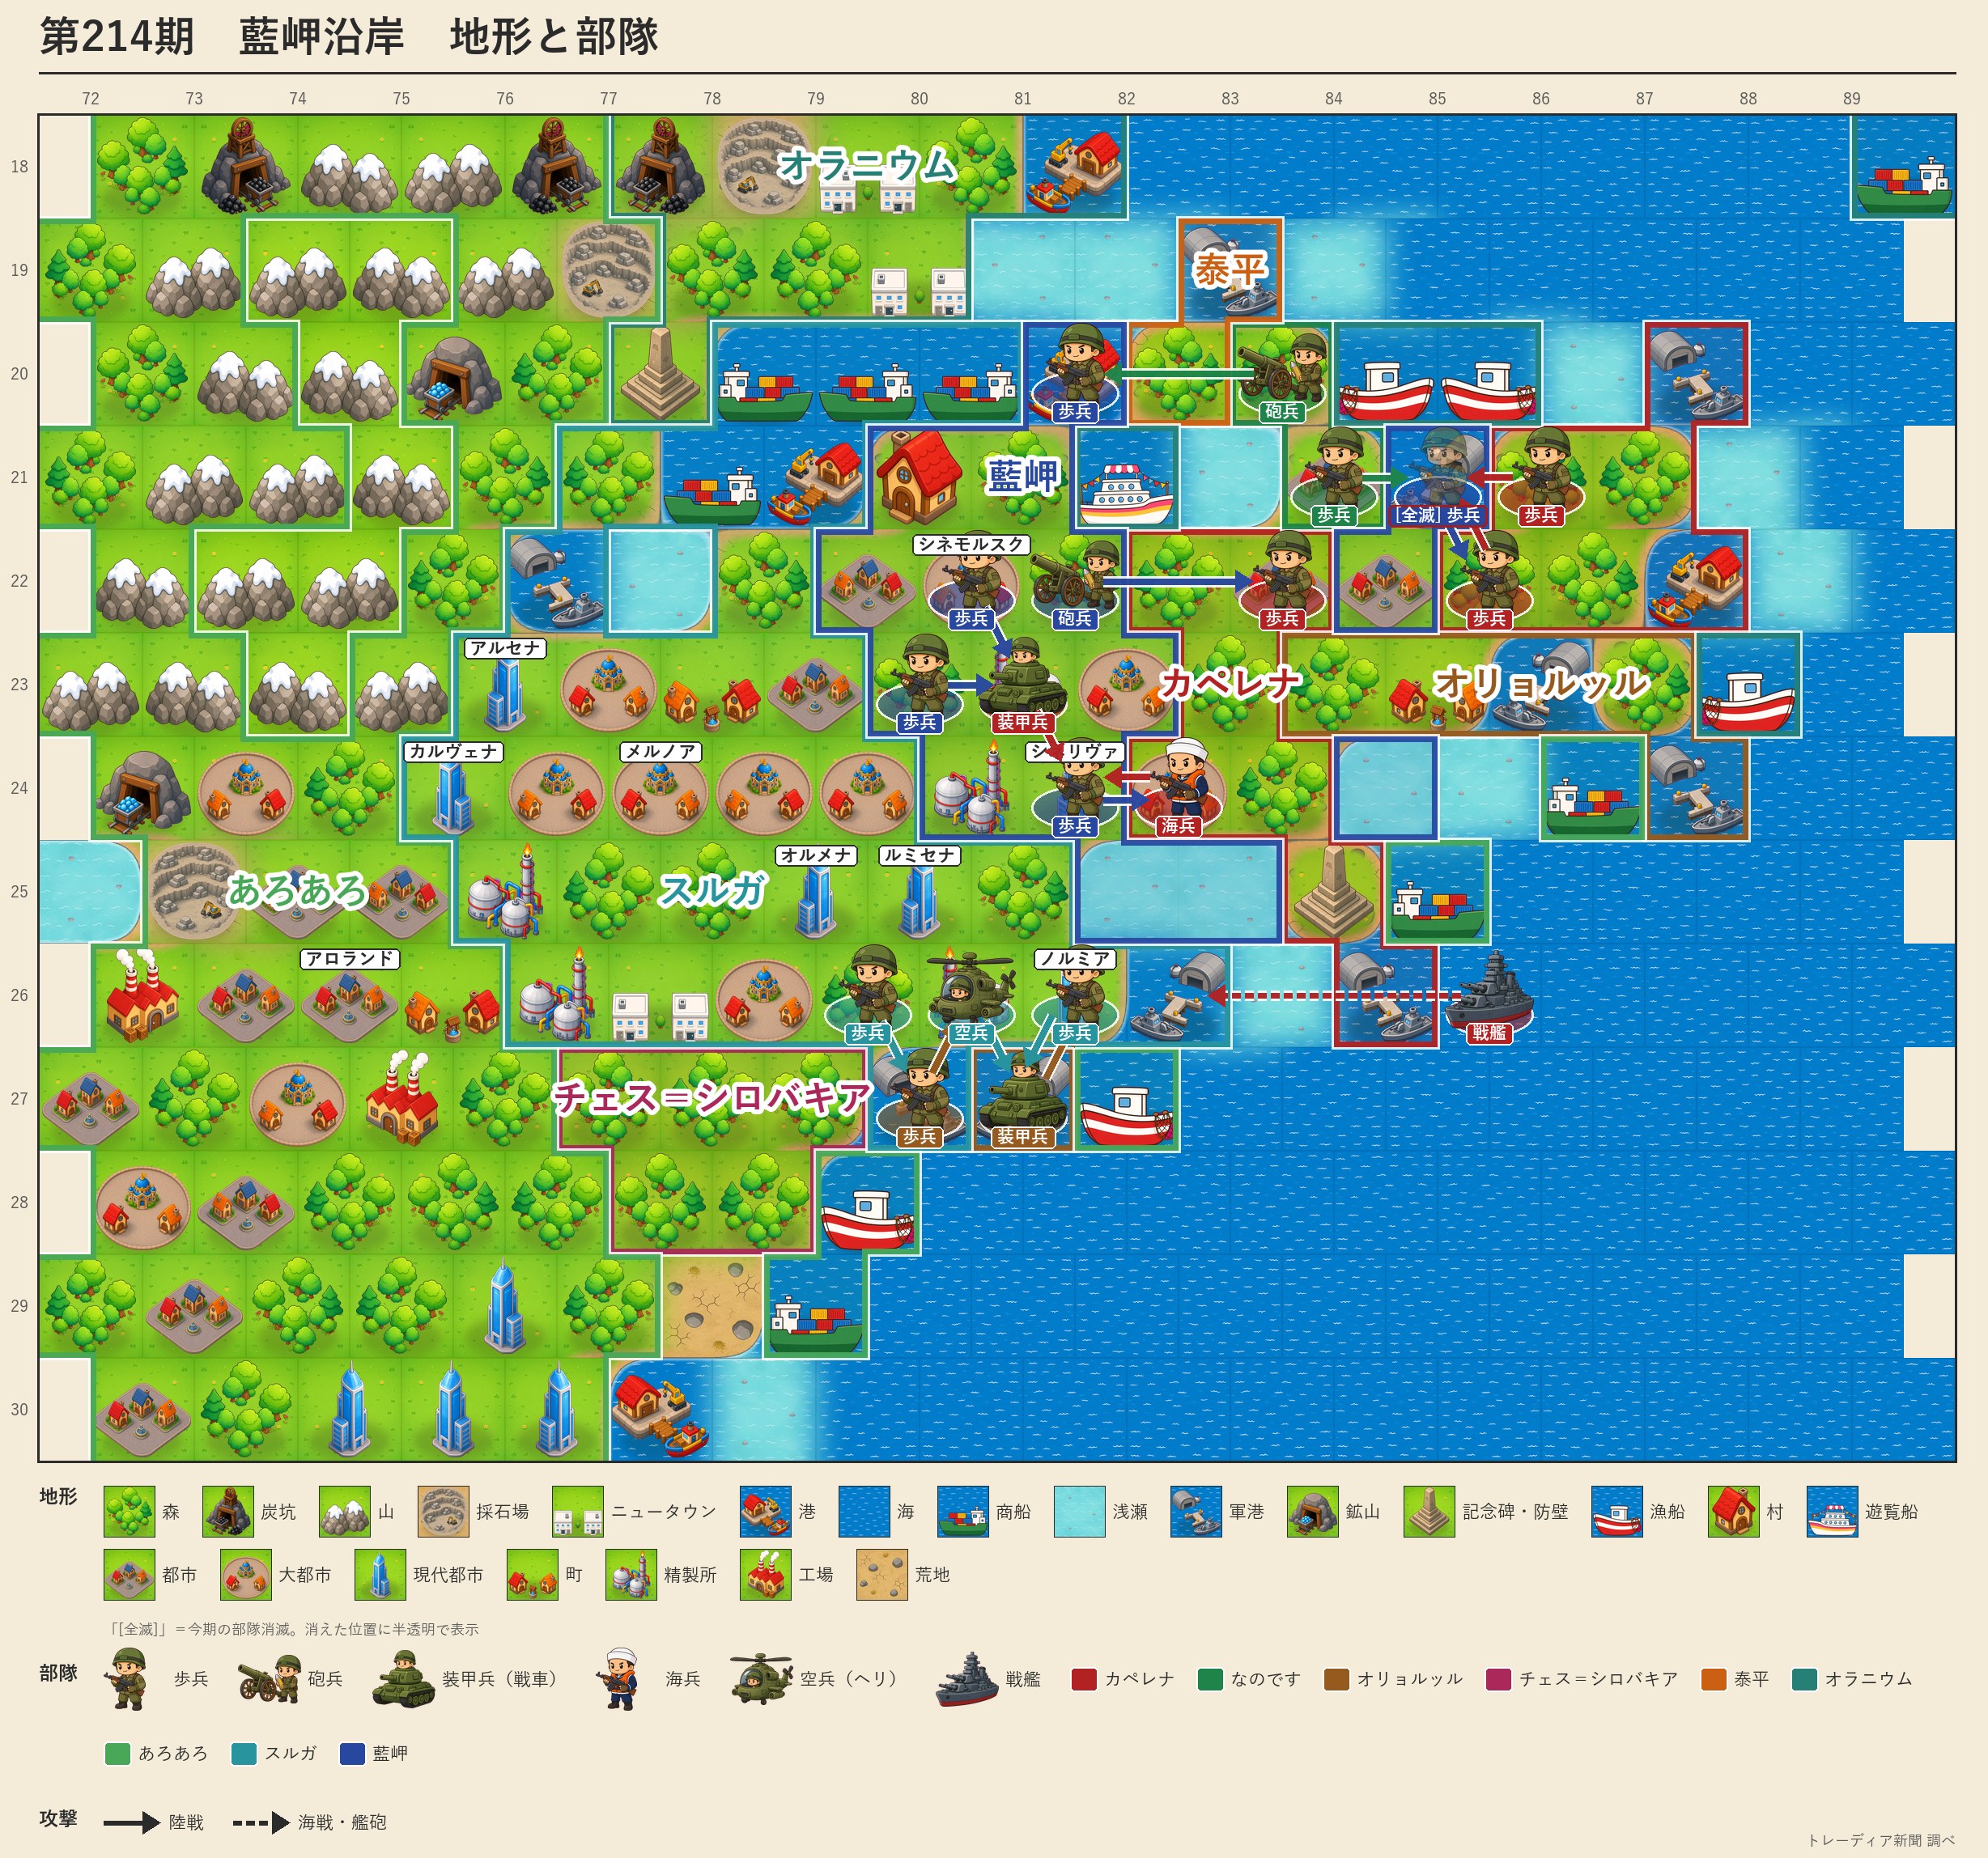 第214期 藍岬沿岸 地形と部隊
72 73 74 75 76 77 78 79 80 81 82 83 84 85 86 87 88 89
18
オラニウム
19
泰平
20
歩兵
砲兵
21
藍岬
歩兵
[全滅] 歩兵
歩兵
22
シネモルスク
歩兵
砲兵
歩兵
歩兵
23
アルセナ
歩兵
装甲兵
カペレナ
オリョルッル
24
カルヴェナ
メルノア
歩兵
海兵
25
あろあろ
スルガ
オルメナ
ルミセナ
26
アロランド
ノルミア
歩兵
空兵
歩兵
戦艦
27
チェス＝シロバキア
歩兵
装甲兵
28
29
30
地形 森 炭坑 山 採石場 ニュータウン 港 海 商船 浅瀬 軍港 鉱山 記念碑・防壁 漁船 村 遊覧船
都市 大都市 現代都市 町 精製所 工場 荒地
「[全滅]」＝今期の部隊消滅。消えた位置に半透明で表示
部隊 歩兵 砲兵 装甲兵（戦車） 海兵 空兵（ヘリ） 戦艦 カペレナ なのです オリョルッル チェス＝シロバキア 泰平 オラニウム
あろあろ スルガ 藍岬
攻撃 陸戦 海戦・艦砲
トレーディア新聞 調べ